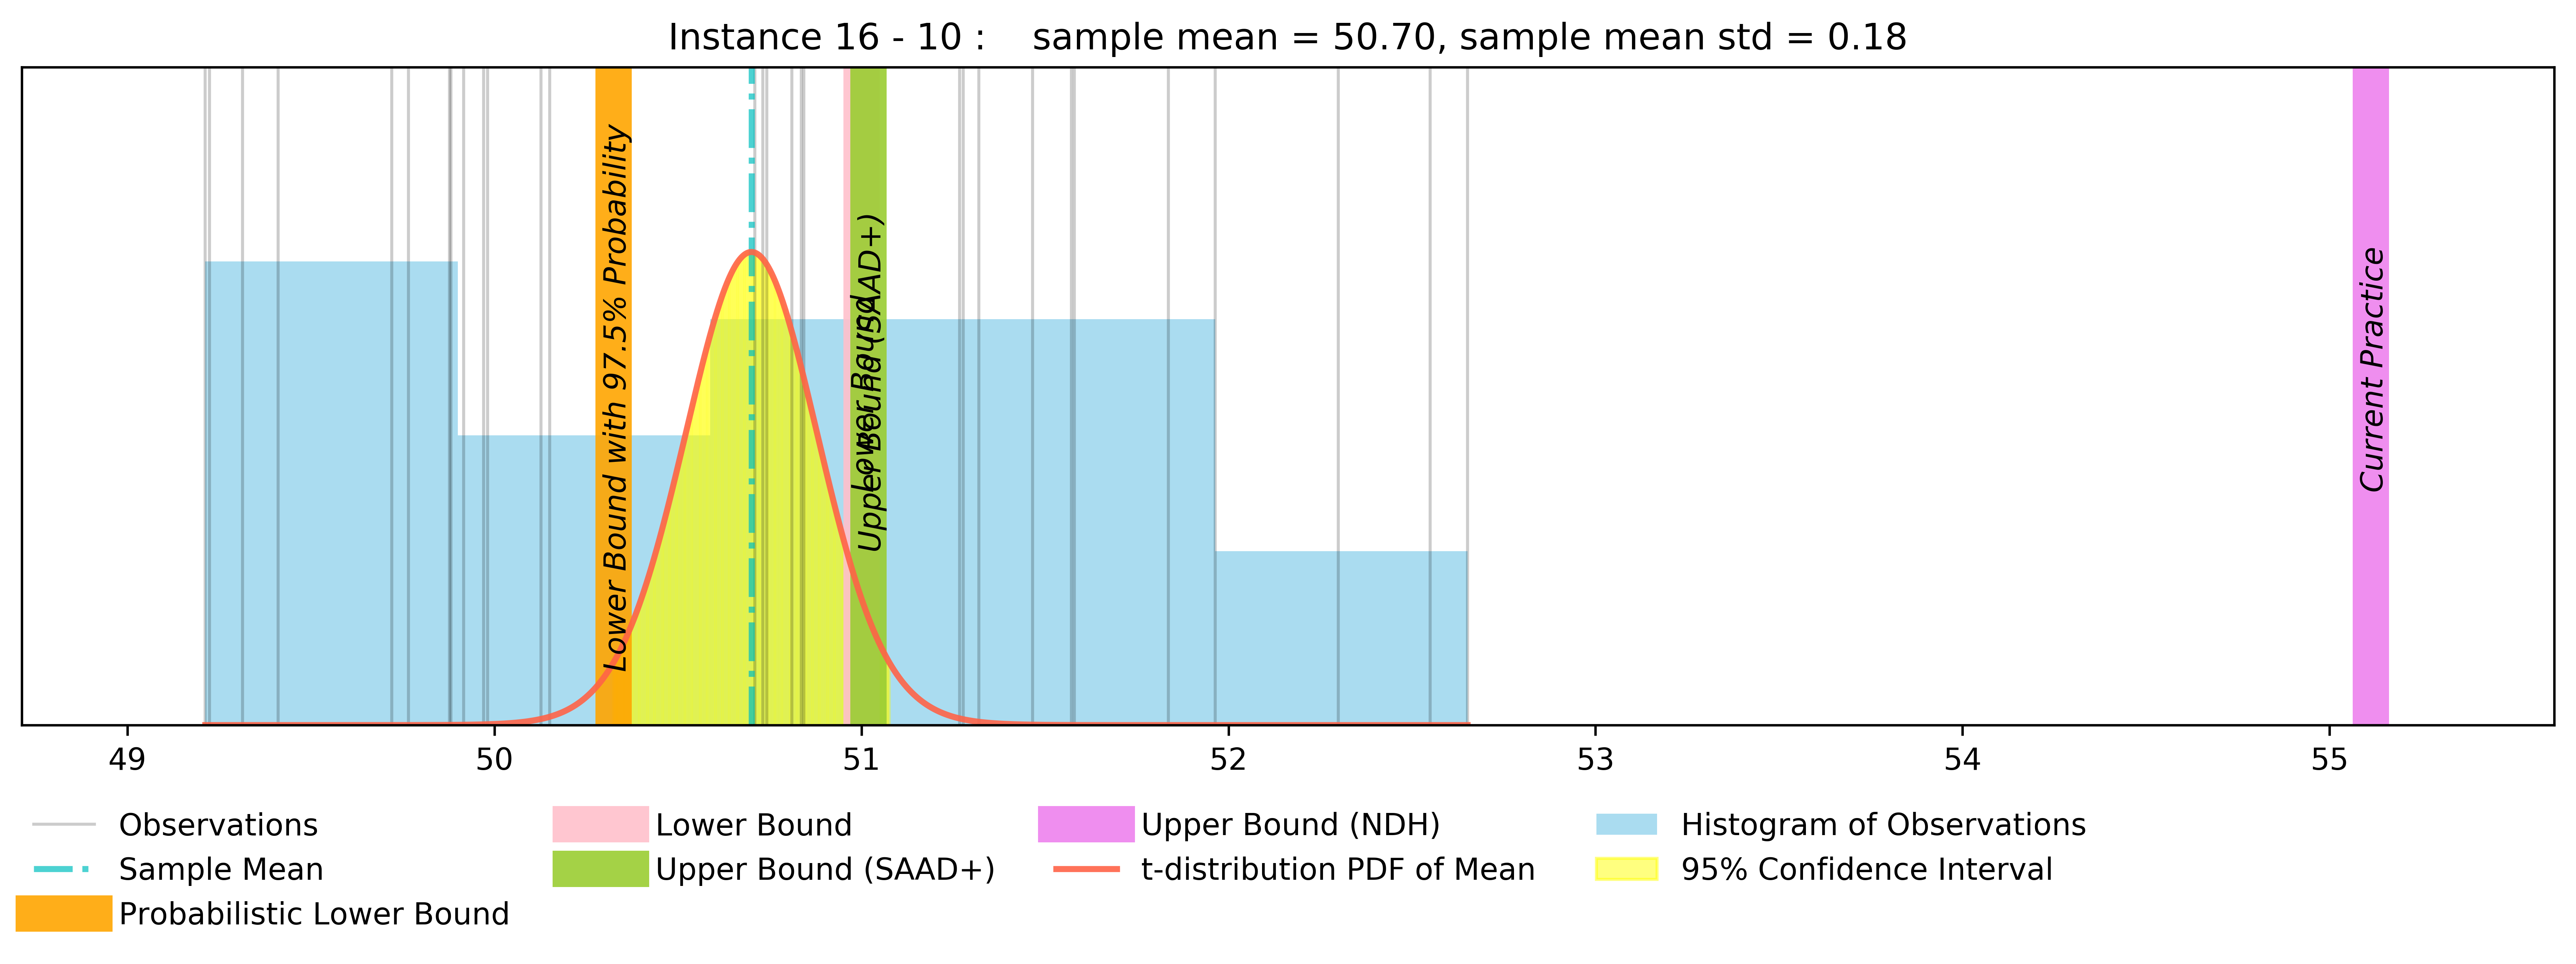 Instance 16 - 10 :    sample mean = 50.70, sample mean std = 0.18
Lower Bound with 97.5% Probability
Lower Bound
Upper Bound (SAAD+)
Current Practice
49 50 51 52 53 54 55
Observations
Sample Mean
Probabilistic Lower Bound
Lower Bound
Upper Bound (SAAD+)
Upper Bound (NDH)
t-distribution PDF of Mean
Histogram of Observations
95% Confidence Interval